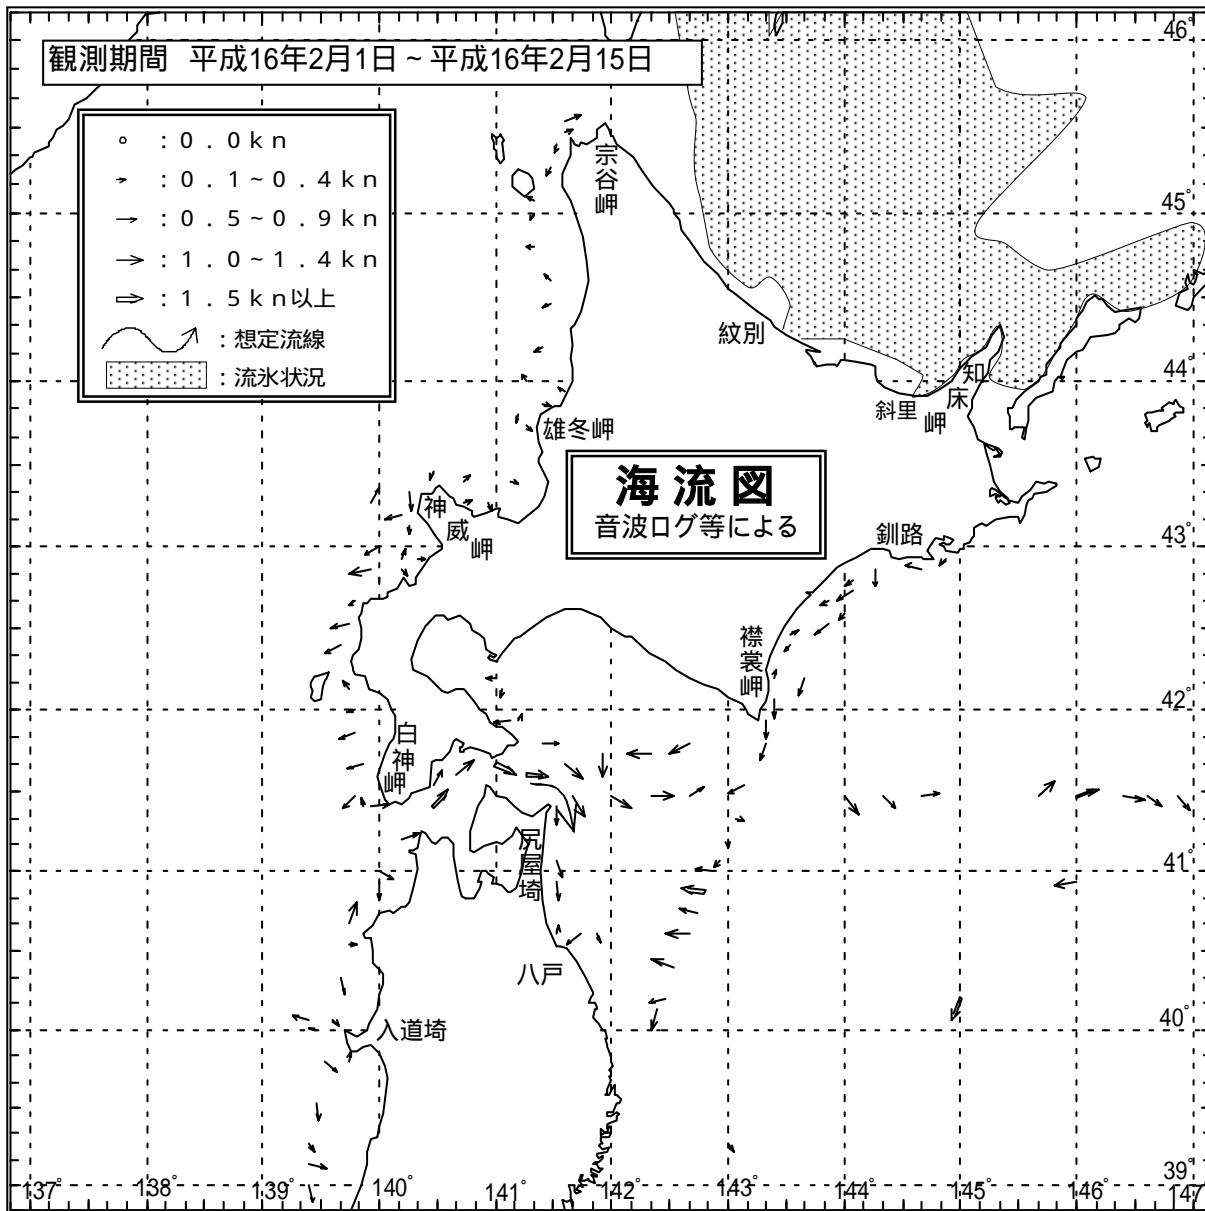 観測期間 平成16年2月1日～平成16年2月15日
：０．０ｋｎ
：０．１～０．４ｋｎ
：０．５～０．９ｋｎ
：１．０～１．４ｋｎ
：１．５ｋｎ以上
：想定流線
：流氷状況
海流図
音波ログ等による
宗谷岬
紋別
知床岬
斜里
雄冬岬
神威岬
釧路
襟裳岬
白神岬
尻屋埼
八戸
入道埼
46°
45°
44°
43°
42°
41°
40°
39°
137°
138°
139°
140°
141°
142°
143°
144°
145°
146°
147°